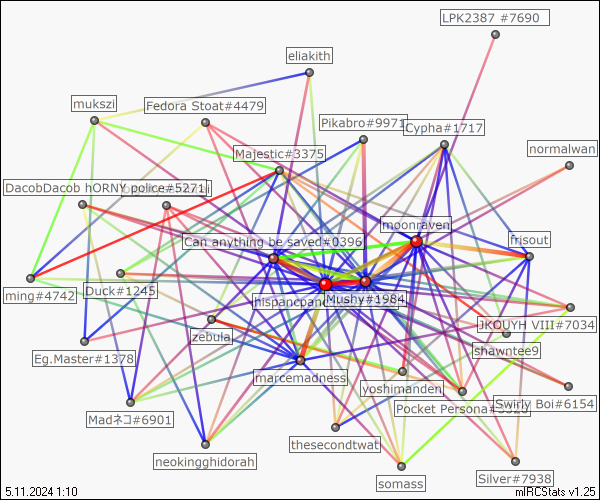 LPK2387 #7690
eliakith
mukszi
Fedora Stoat#4479
Pikabro#9971
Cypha#1717
normalwan
Majestic#3375
DacobDacob hORNY police#5271
moonraven
Can anything be saved#0396
frisout
ming#4742
Duck#1245
Mushy#1984
JKQUYH VIII#7034
zebula
shawntee9
Eg.Master#1378
marcemadness
yoshimanden
Swirly Boi#6154
Pocket Persona
Madネコ#6901
thesecondtwat
neokingghidorah
somass
Silver#7938
5.11.2024 1:10
mIRCStats v1.25